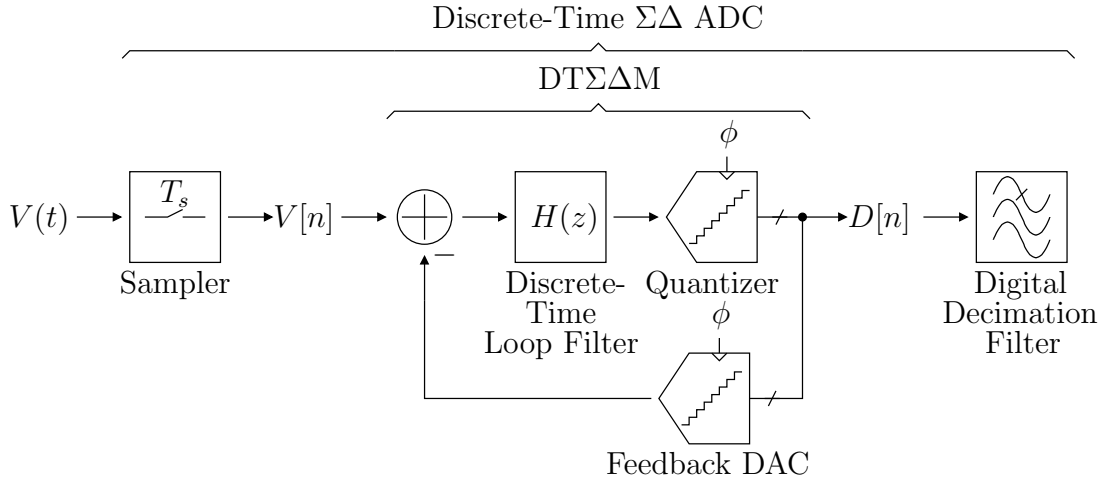 Discrete-Time ΣΔ ADC
DTΣΔM
ϕ
V(t)
T_s
V[n]
−
H(z)
D[n]
Sampler
Discrete-
Time
Loop Filter
Quantizer
Digital
Decimation
Filter
ϕ
Feedback DAC